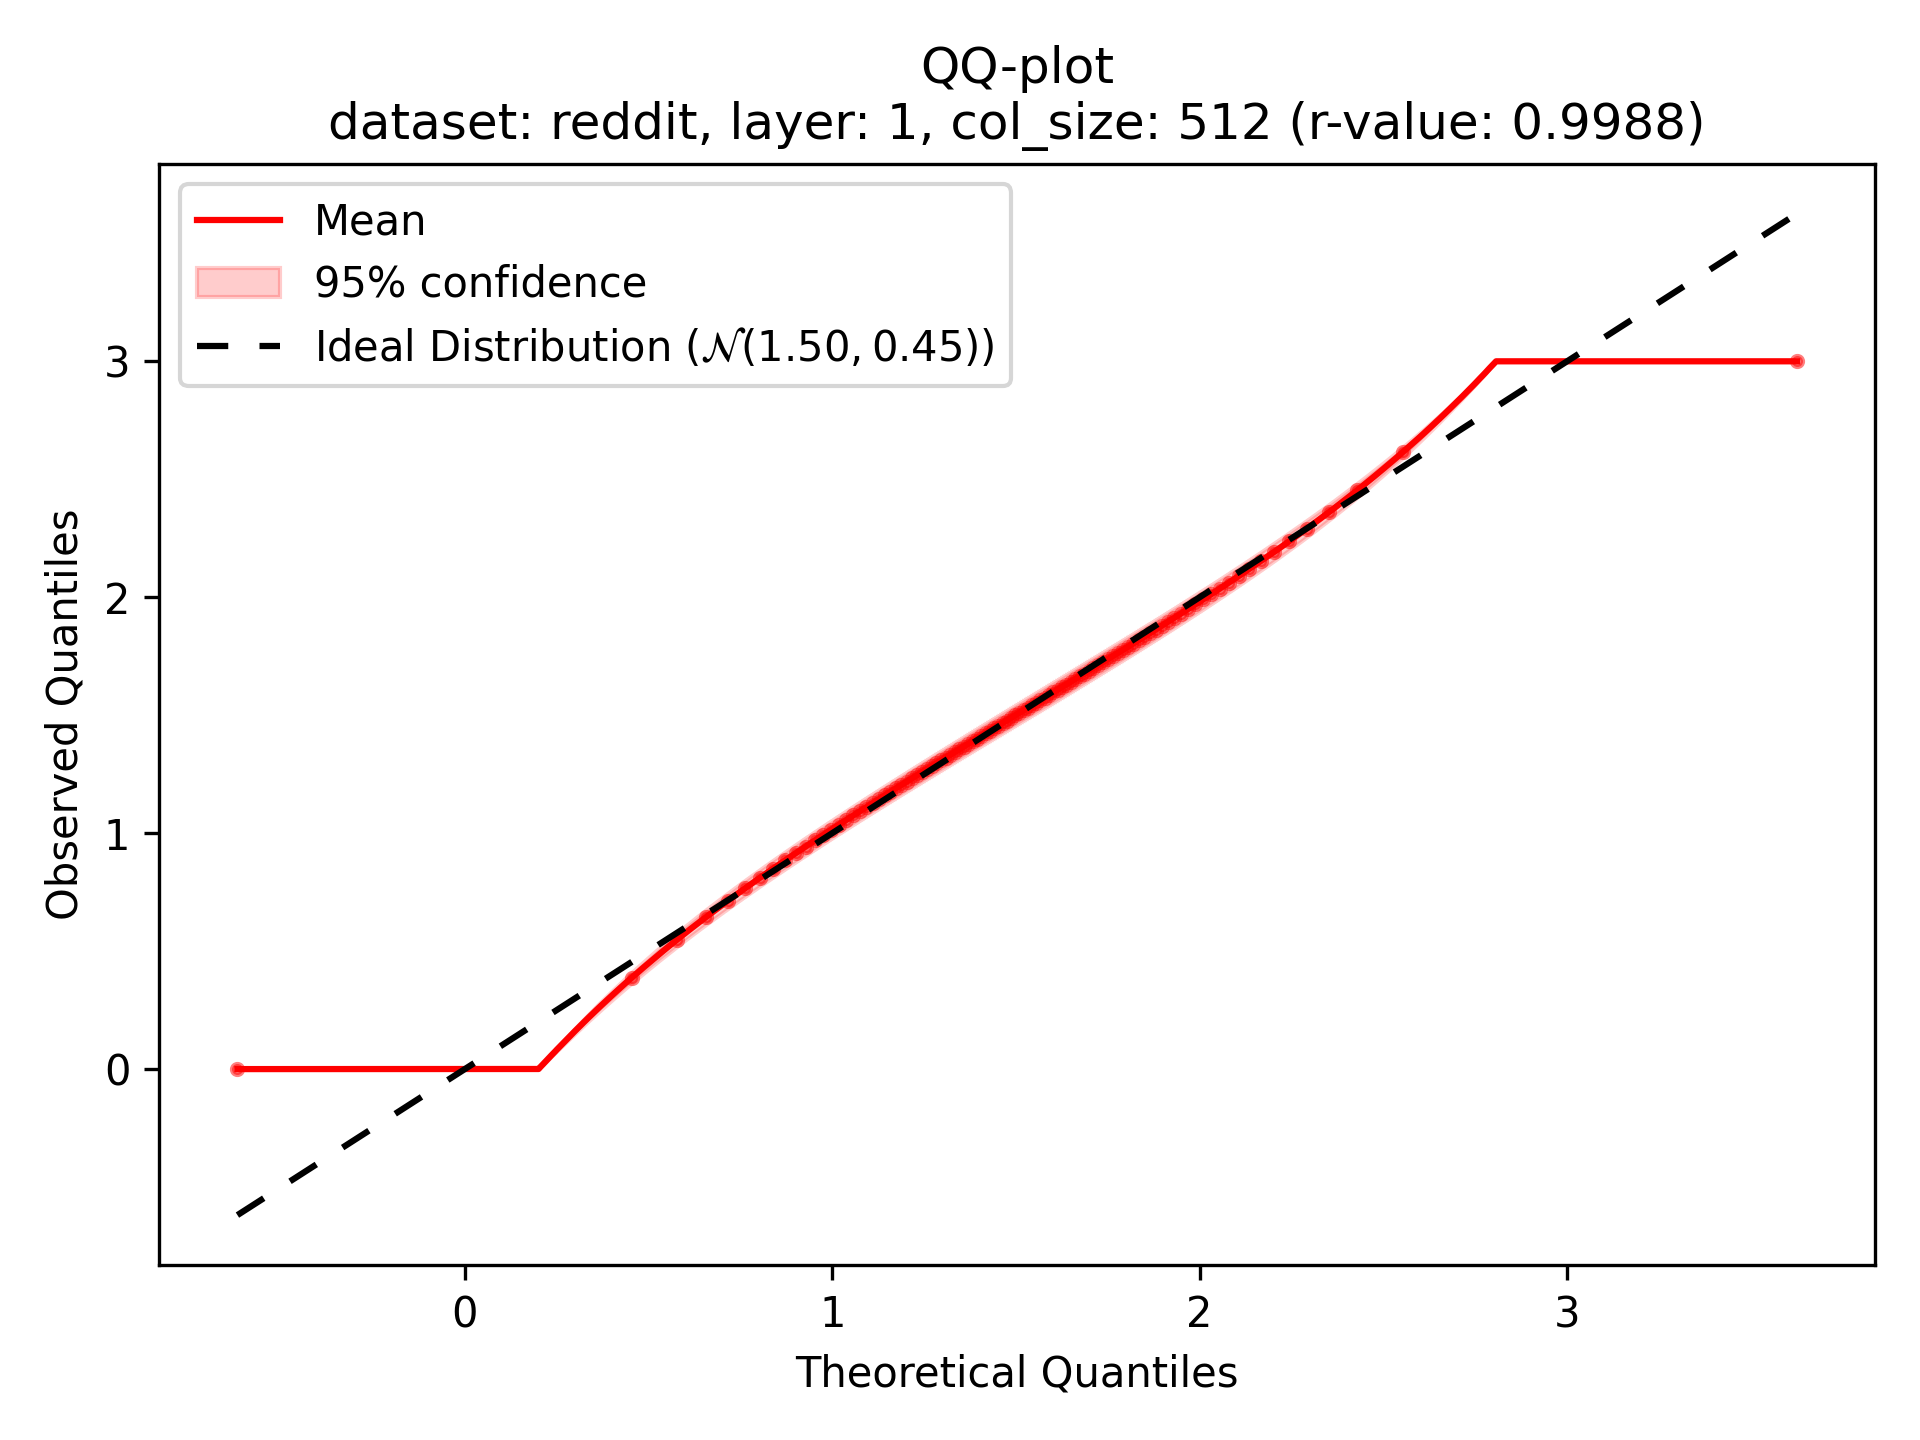 QQ-plot
dataset: reddit, layer: 1, col_size: 512 (r-value: 0.9988)
Mean
95% confidence
Ideal Distribution (𝒩(1.50, 0.45))
Observed Quantiles
3
2
1
0
0 1 2 3
Theoretical Quantiles